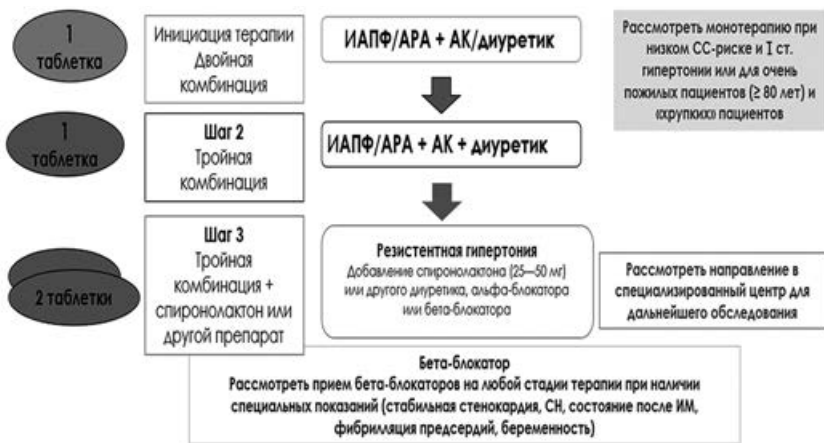 1
таблетка
Инициация терапии
Двойная
комбинация
ИАПФ/АРА + АК/диуретик
Рассмотреть монотерапию при
низком СС-риске и I ст.
гипертонии или для очень
пожилых пациентов (≥ 80 лет) и
«хрупких» пациентов
1
таблетка
Шаг 2
Тройная
комбинация
ИАПФ/АРА + АК + диуретик
2 таблетки
Шаг 3
Тройная
комбинация +
спиронолактон или
другой препарат
Резистентная гипертония
Добавление спиронолактона (25—50 мг)
или другого диуретика, альфа-блокатора
или бета-блокатора
Рассмотреть направление в
специализированный центр для
дальнейшего обследования
Бета-блокатор
Рассмотреть прием бета-блокаторов на любой стадии терапии при наличии
специальных показаний (стабильная стенокардия, СН, состояние после ИМ,
фибрилляция предсердий, беременность)